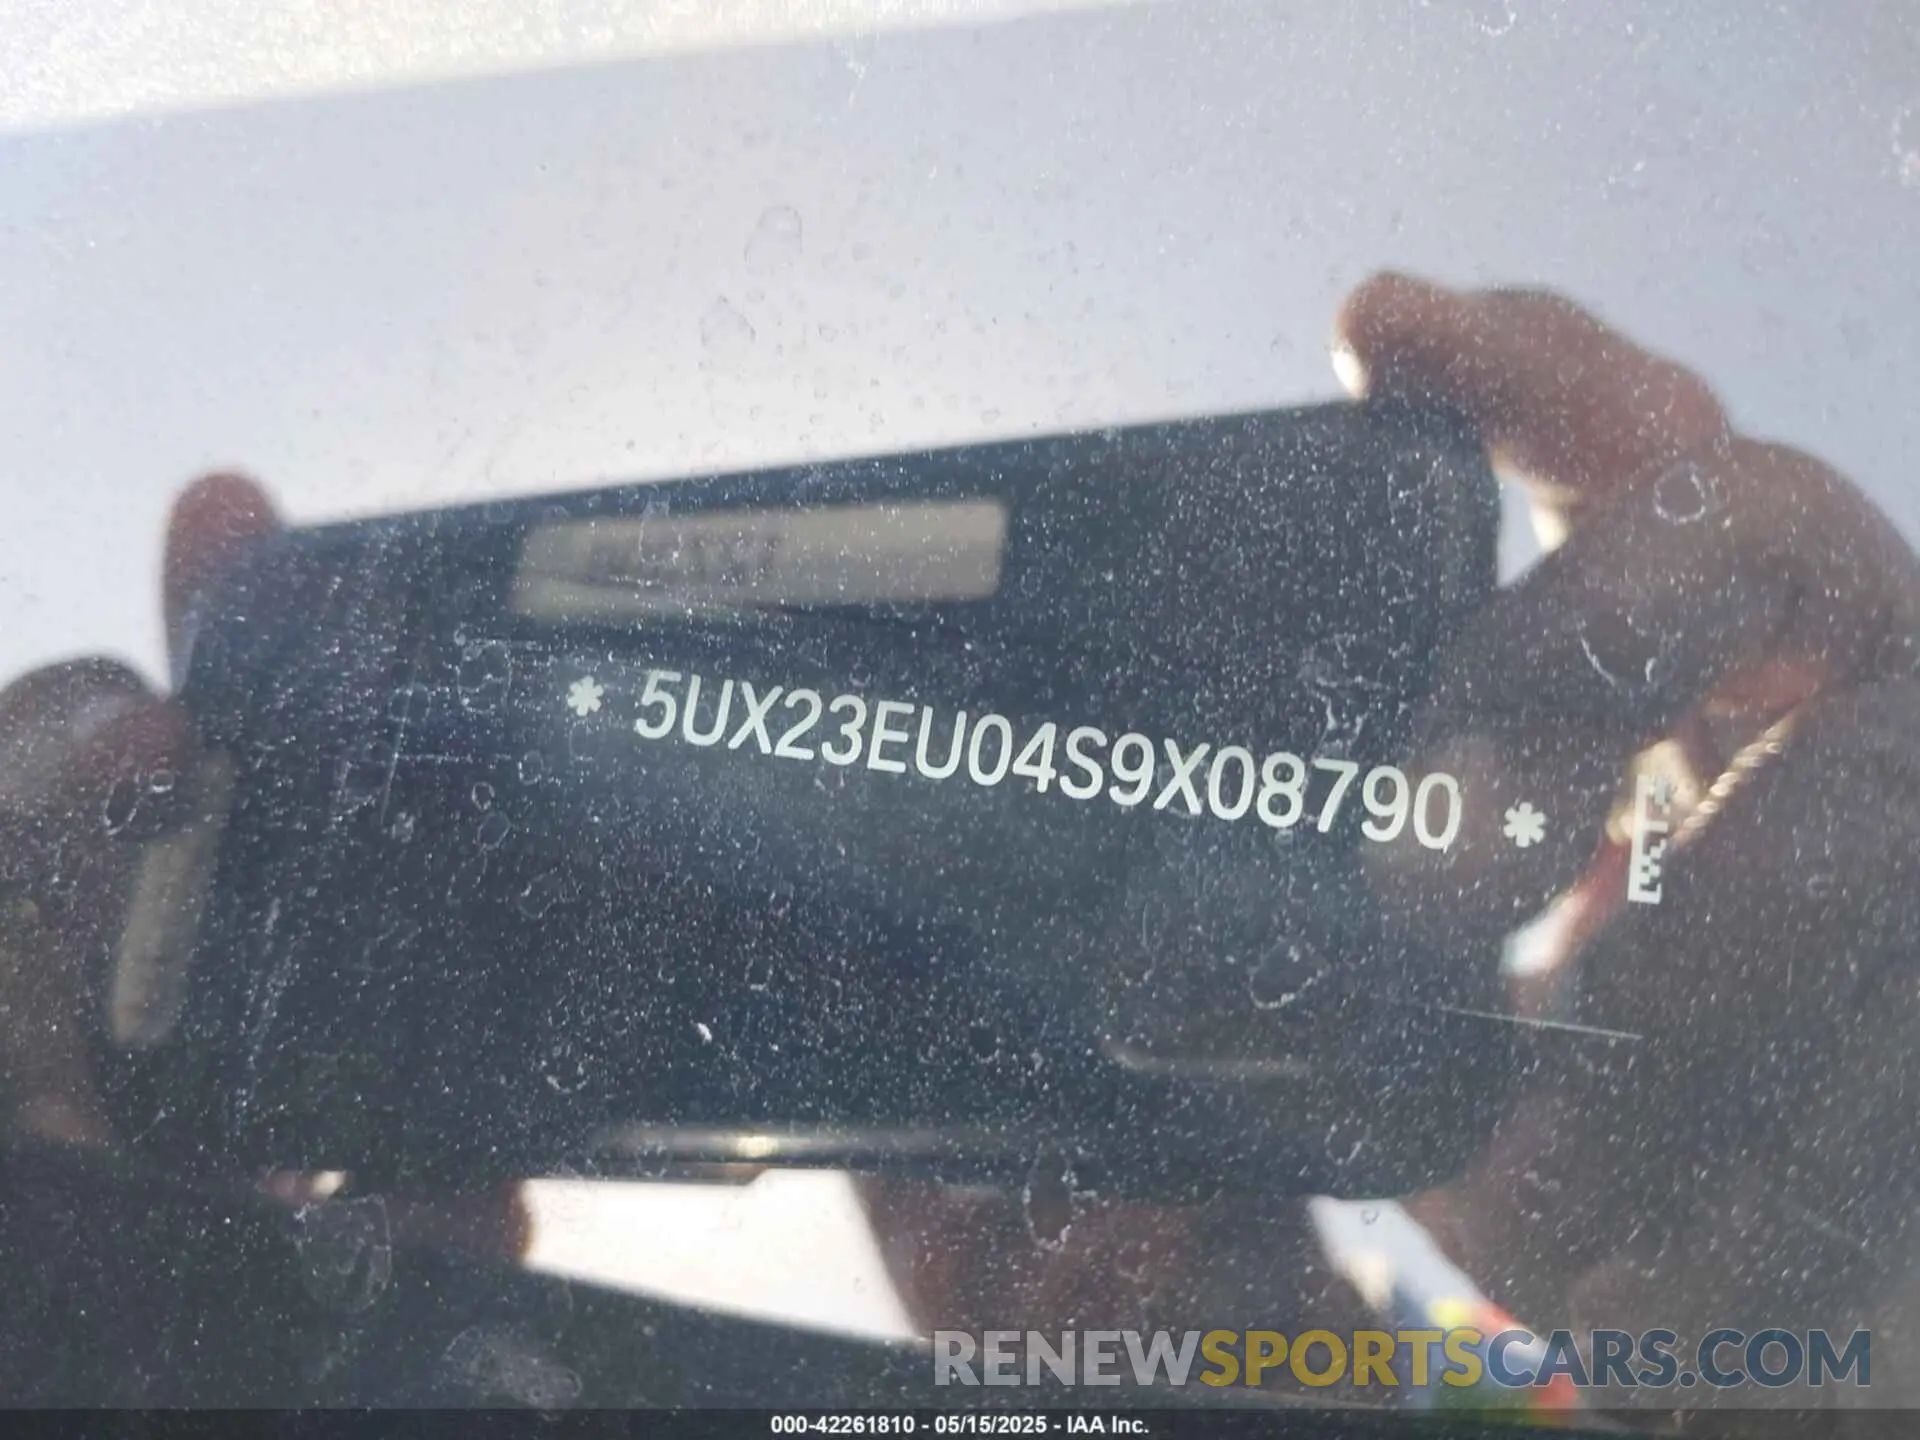 * 5UX23EU04S9X08790 *
RENEWSPORTSCARS.COM
000-42261810 - 05/15/2025 - IAA Inc.